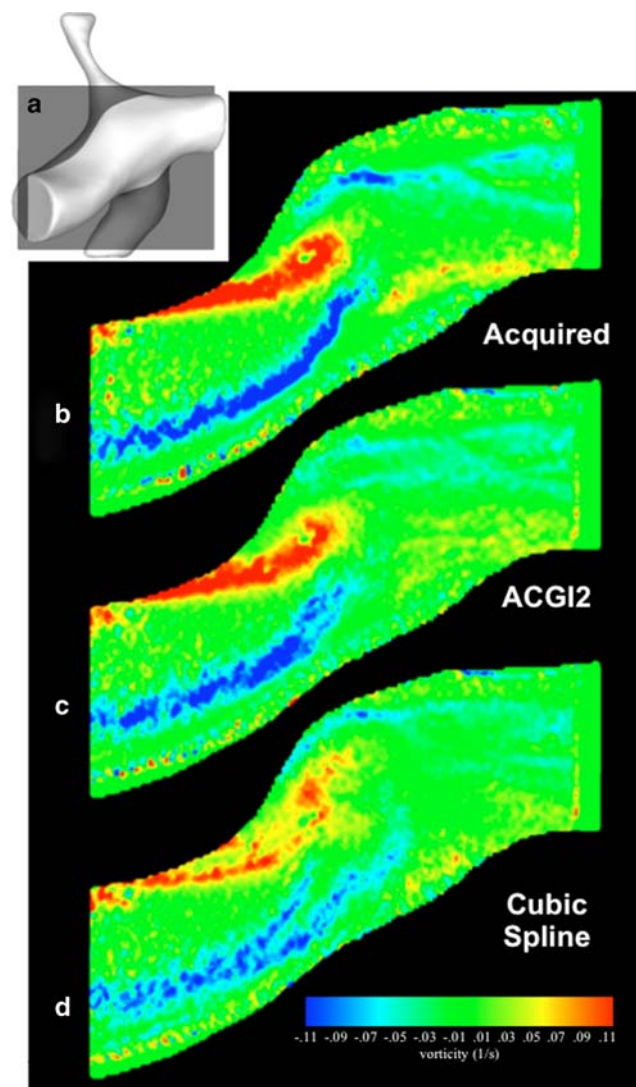 a
Acquired
b
ACGI2
c
Cubic
Spline
d
-.11 -.09 -.07 -.05 -.03 -.01 .01 .03 .05 .07 .09 .11
vorticity (1/s)